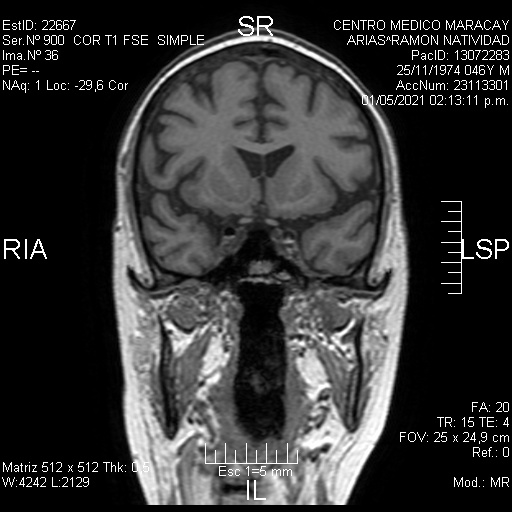 EstID: 22667
Ser.Nº 900 COR T1 FSE SIMPLE
Ima.Nº 36
PE= --
NAq: 1 Loc: -29,6 Cor
SR
CENTRO MEDICO MARACAY
ARIAS^RAMON NATIVIDAD
PacID: 13072283
25/11/1974 046Y M
AccNum: 23113301
01/05/2021 02:13:11 p.m.
RIA
LSP
FA: 20
TR: 15 TE: 4
FOV: 25 x 24,9 cm
Ref.: 0
Matriz 512 x 512 Thk: 0,5
W:4242 L:2129
Esc 1=5 mm
IL
Mod.: MR